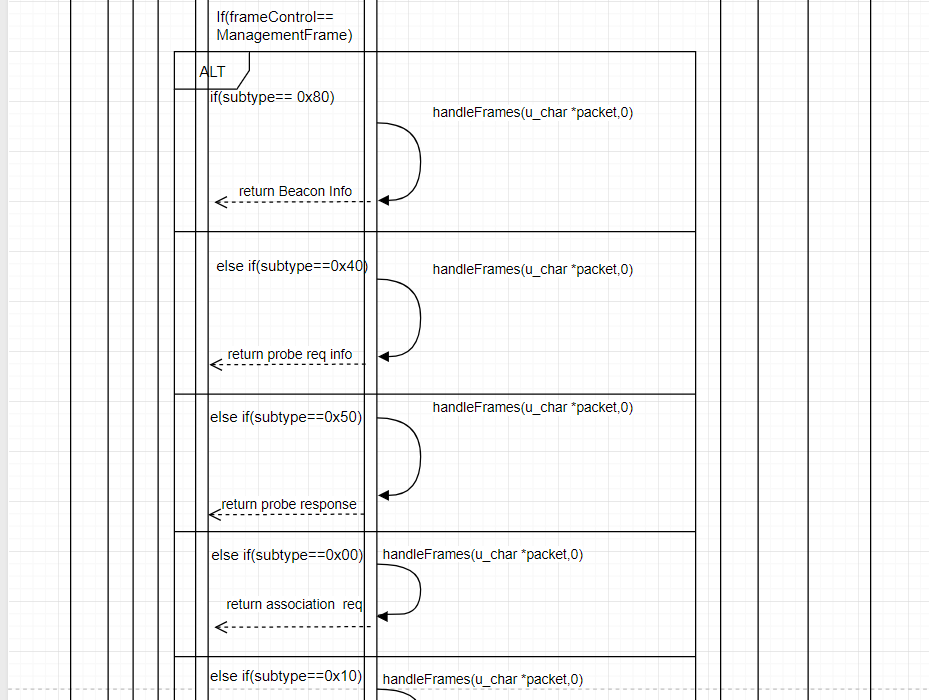 If(frameControl==
ManagementFrame)
ALT
if(subtype== 0x80)
handleFrames(u_char *packet,0)
return Beacon Info
else if(subtype==0x40)
handleFrames(u_char *packet,0)
return probe req info
handleFrames(u_char *packet,0)
else if(subtype==0x50)
return probe response
else if(subtype==0x00)
handleFrames(u_char *packet,0)
return association  req
else if(subtype==0x10)
handleFrames(u_char *packet,0)